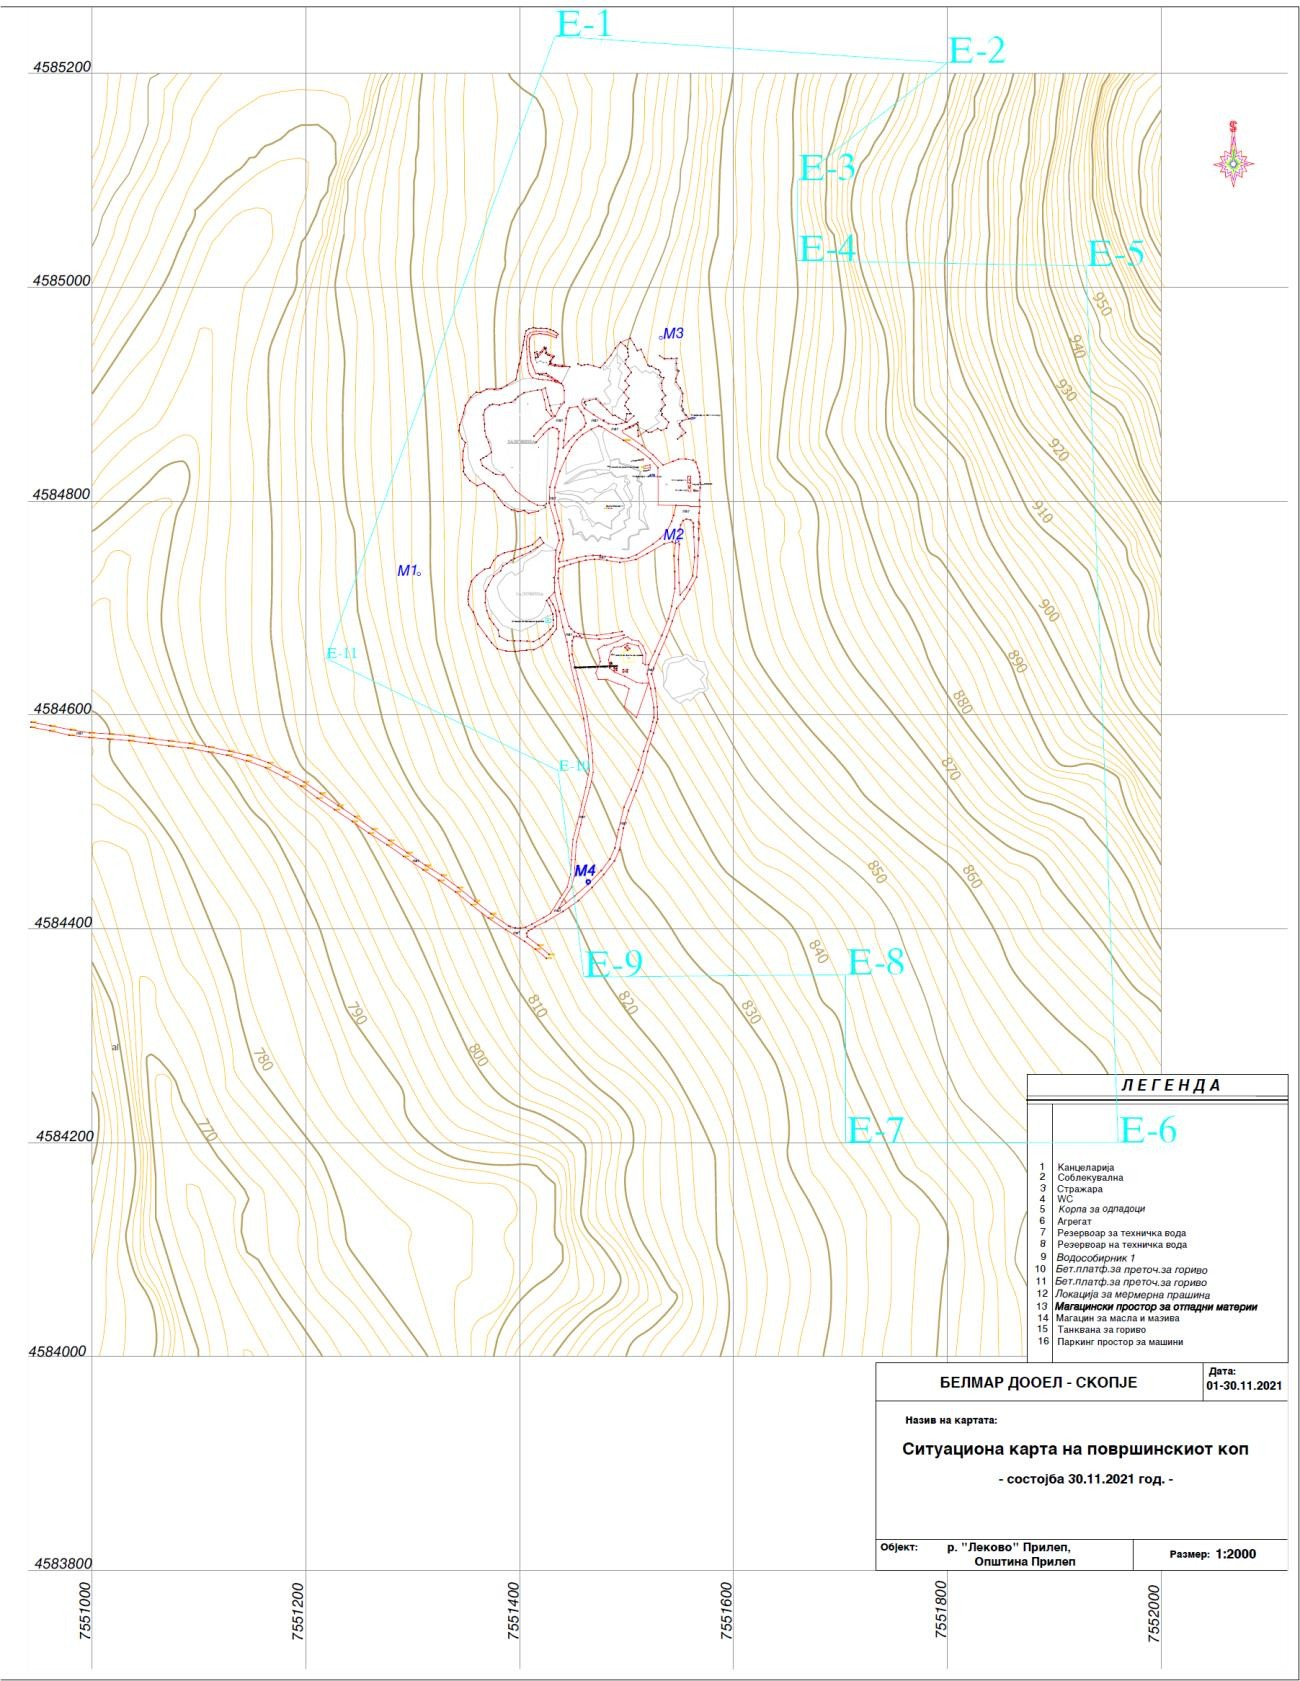 E-1
E-2
4585200
S
E-3
E-4
E-5
4585000
950
M3
940
930
920
4584800
910
M2
M1
900
E-11
890
880
4584600
E-10
870
M4
850
860
4584400
840
E-9
E-8
790
810
820
830
al
780
800
770
ЛЕГЕНДА
4584200
E-7
E-6
1 Канцеларија
2 Соблекувална
3 Стражара
4 WC
5 Корпа за одпадоци
6 Агрегат
7 Резервоар за техничка вода
8 Резервоар на техничка вода
9 Водособирник 1
10 Бет.платф.за преточ.за гориво
11 Бет.платф.за преточ.за гориво
12 Локација за мермерна прашина
13 Магацински простор за отпадни материи
14 Магацин за масла и мазива
15 Танквана за гориво
16 Паркинг простор за машини
4584000
БЕЛМАР ДООЕЛ - СКОПЈЕ
Дата:
01-30.11.2021
Назив на картата:
Ситуациона карта на површинскиот коп
- состојба 30.11.2021 год. -
Објект: р. "Леково" Прилеп,
Општина Прилеп
Размер: 1:2000
4583800
7551000
7551200
7551400
7551600
7551800
7552000